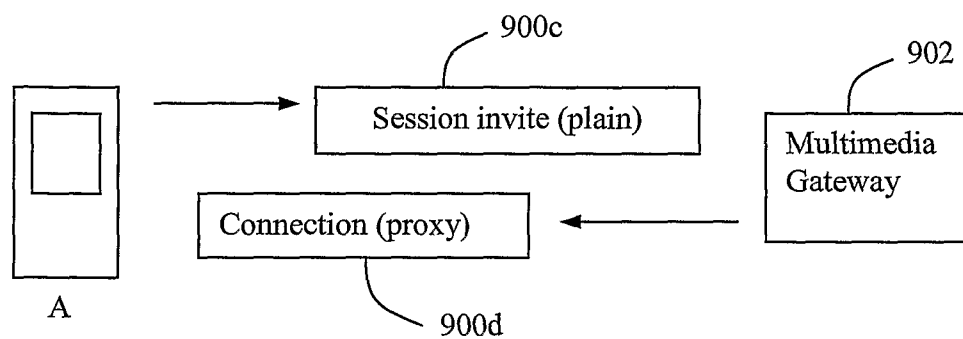 900c
902
Session invite (plain)
Multimedia
Gateway
Connection (proxy)
A
900d